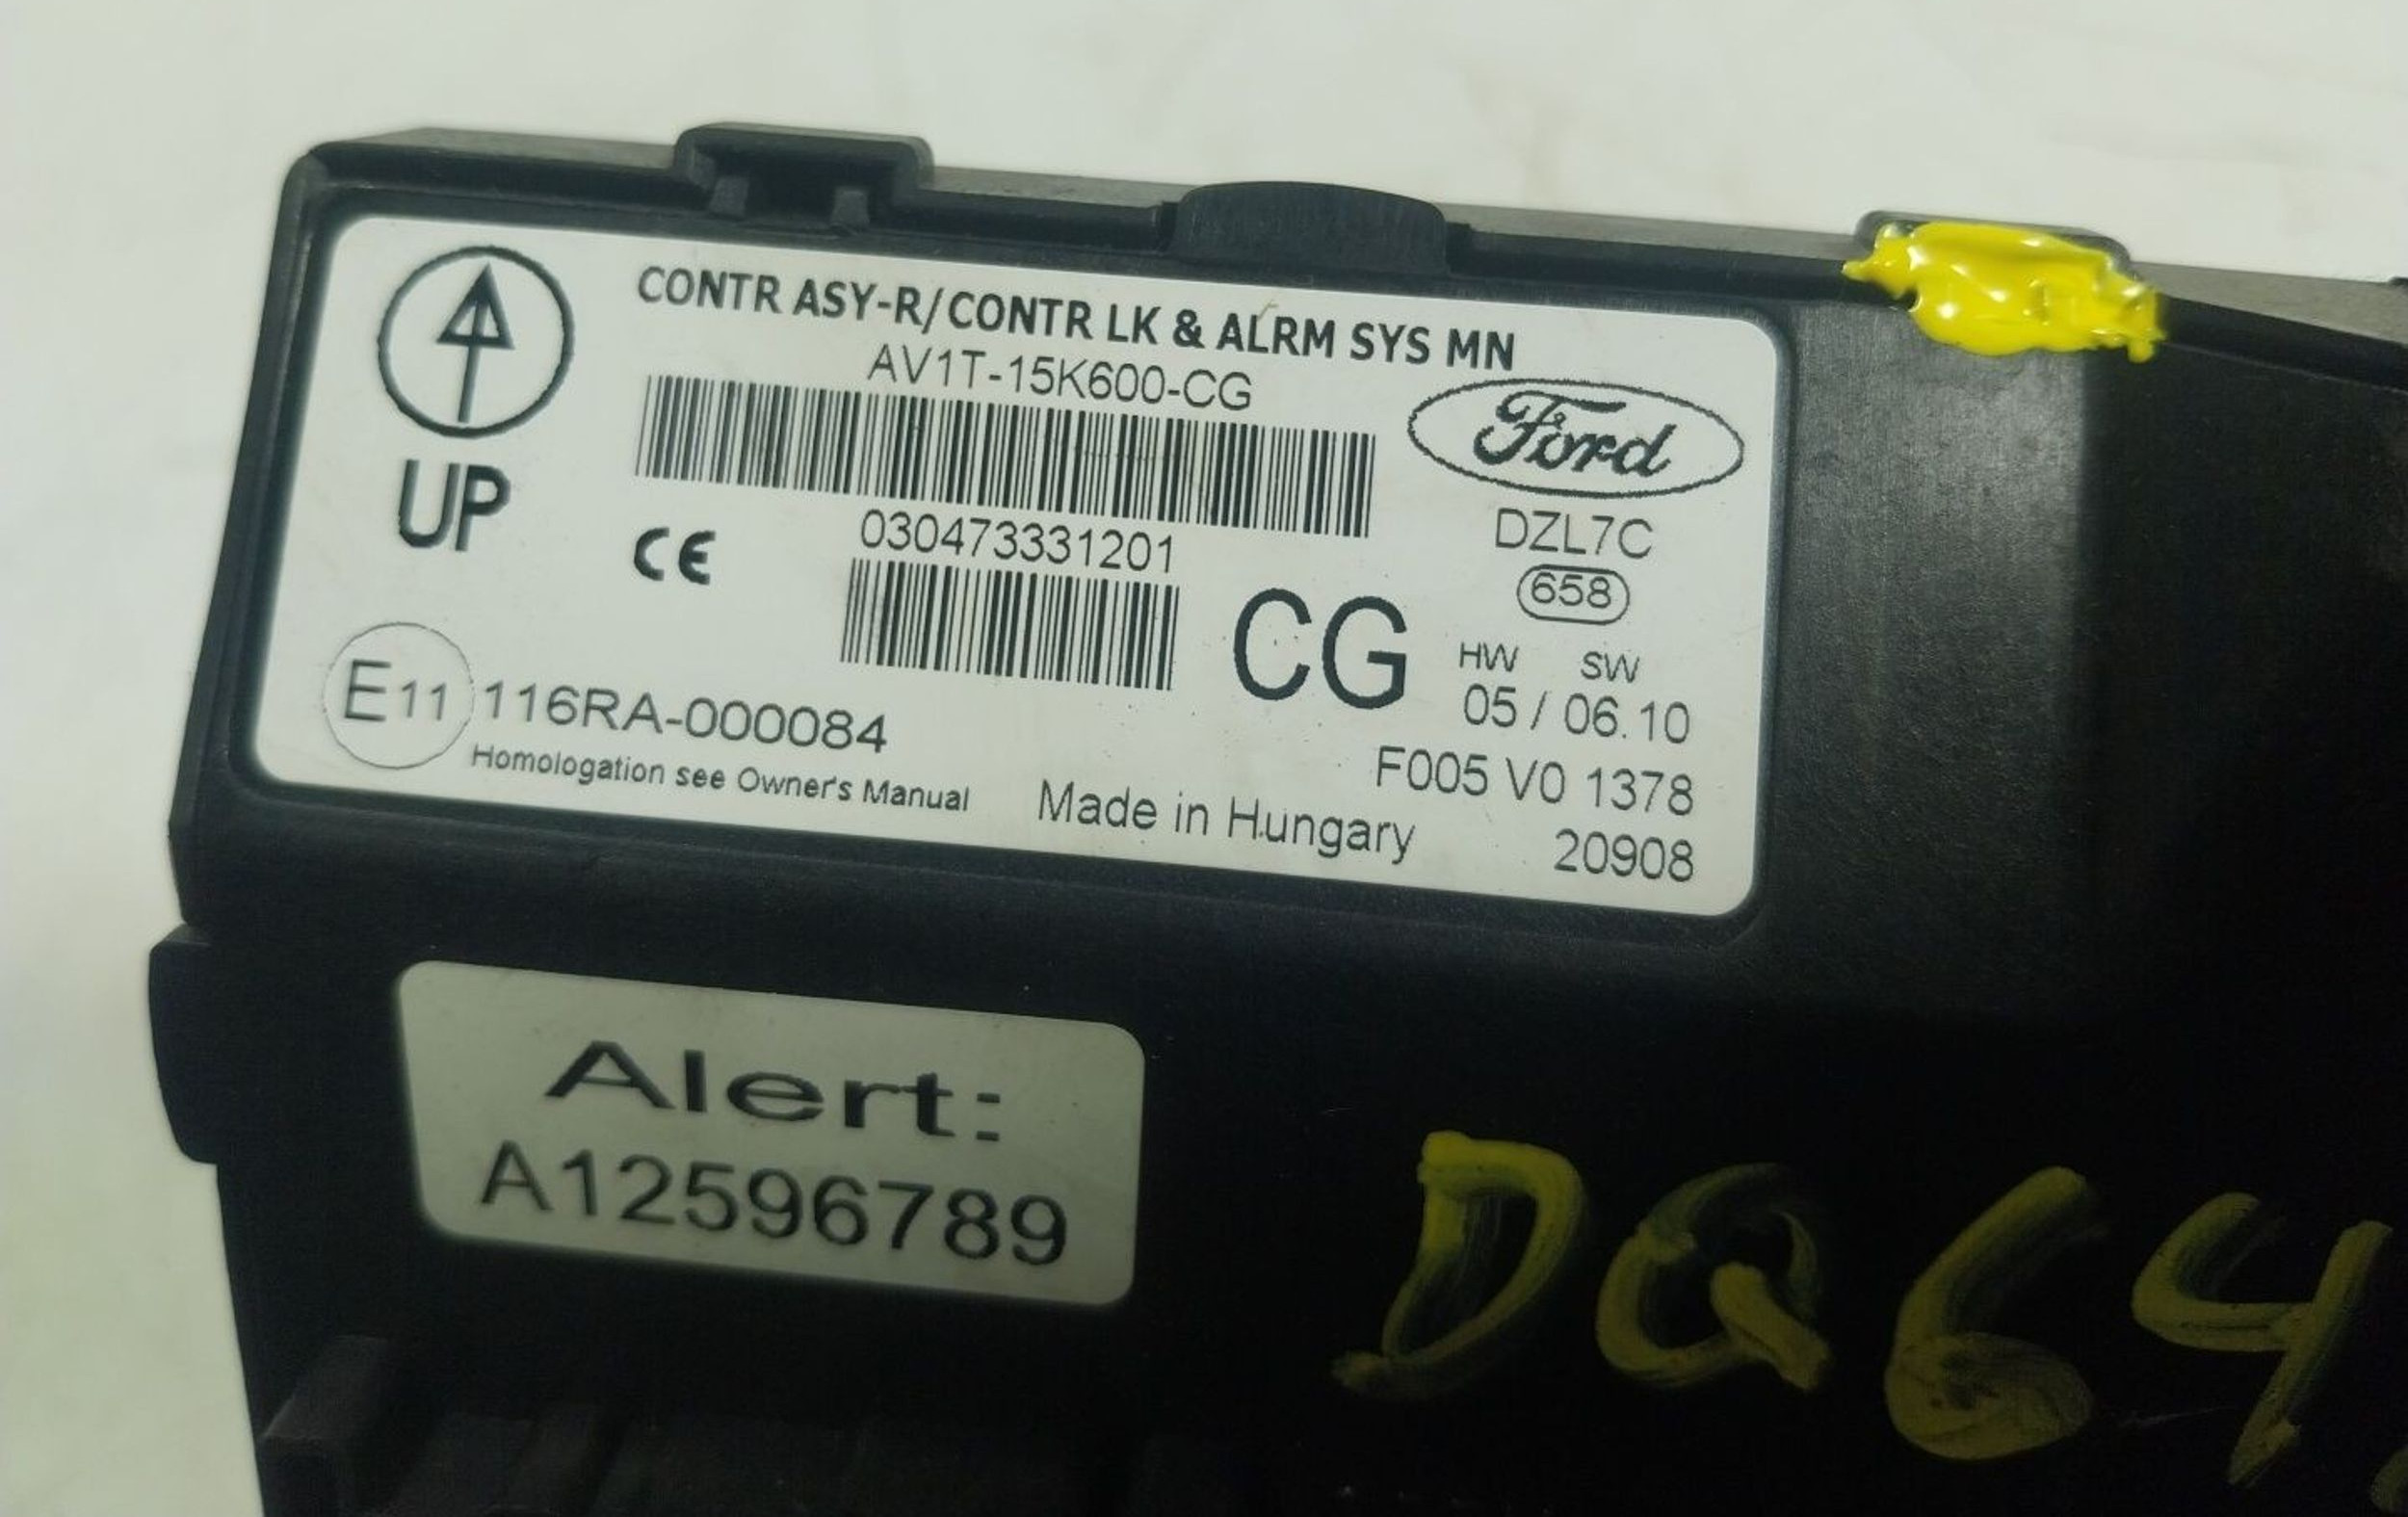 CONTR ASY-R/CONTR LK & ALRM SYS MN
AV1T-15K600-CG
Ford
UP
CE
030473331201
DZL7C
658
CG
HW SW
05 / 06.10
E11 116RA-000084
Homologation see Owner's Manual
F005 V0 1378
Made in Hungary
20908
Alert:
A12596789
DQ64